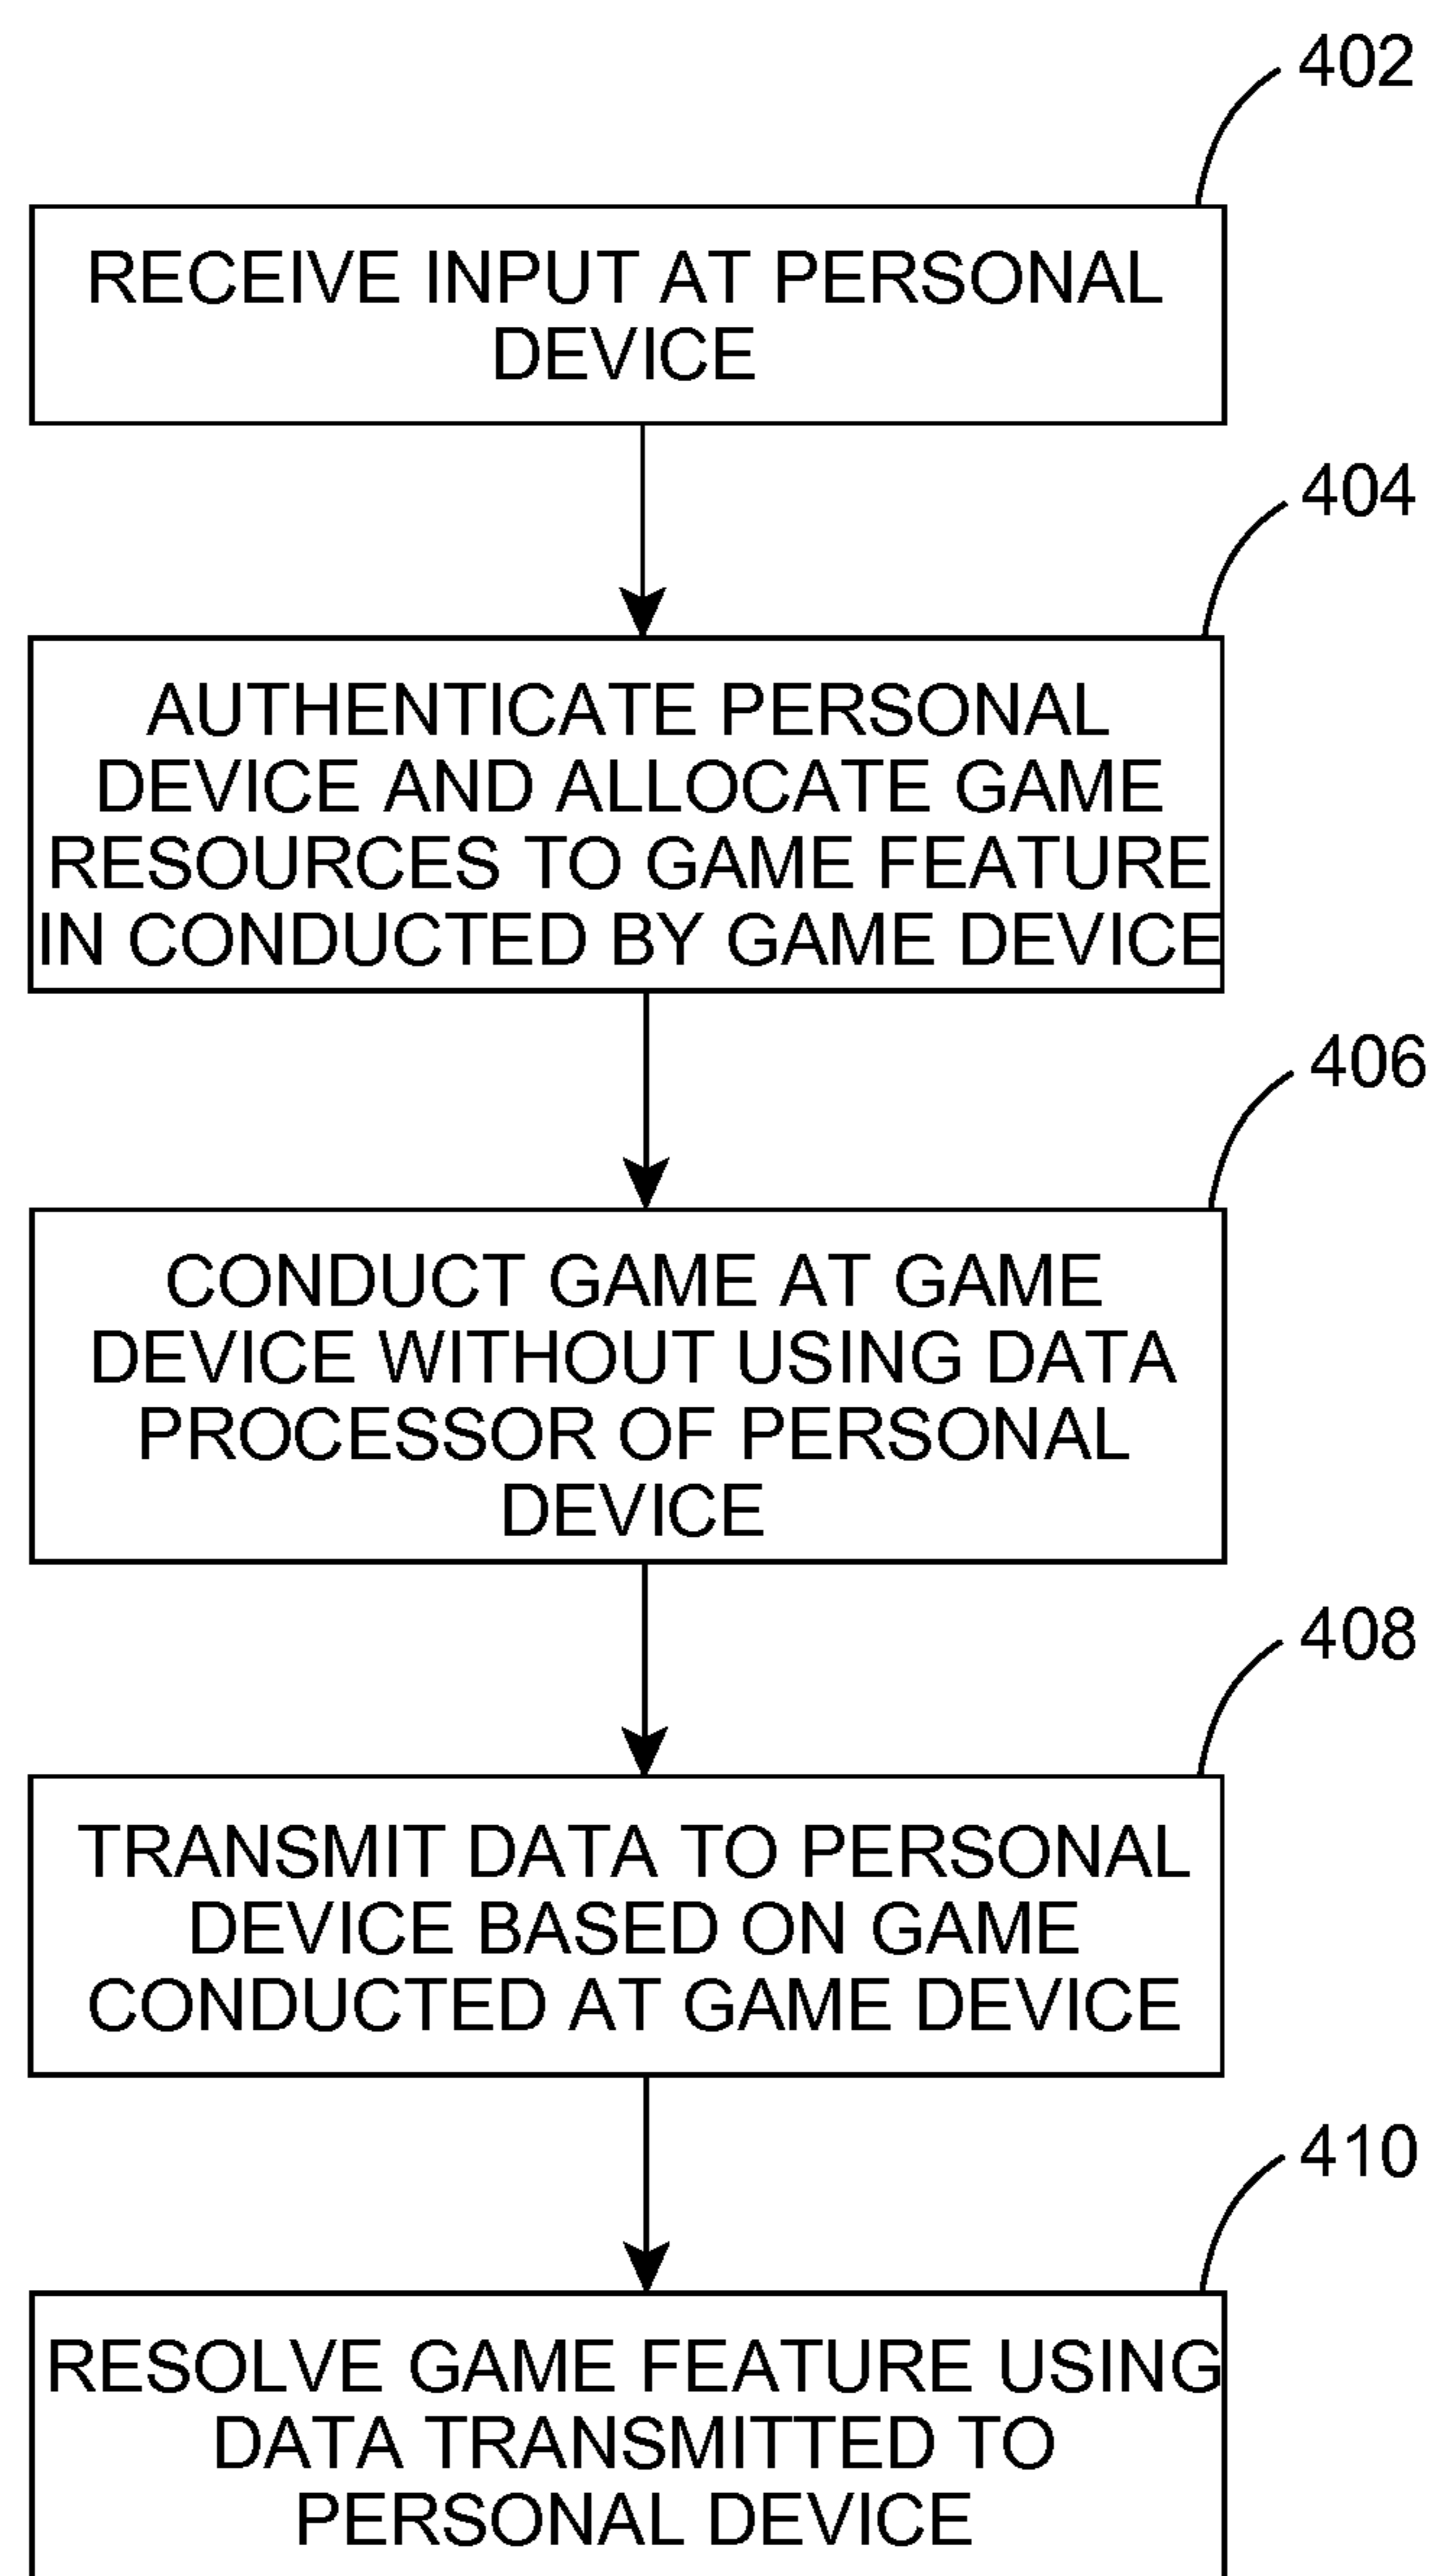 402
RECEIVE INPUT AT PERSONAL
DEVICE
404
AUTHENTICATE PERSONAL
DEVICE AND ALLOCATE GAME
RESOURCES TO GAME FEATURE
IN CONDUCTED BY GAME DEVICE
406
CONDUCT GAME AT GAME
DEVICE WITHOUT USING DATA
PROCESSOR OF PERSONAL
DEVICE
408
TRANSMIT DATA TO PERSONAL
DEVICE BASED ON GAME
CONDUCTED AT GAME DEVICE
410
RESOLVE GAME FEATURE USING
DATA TRANSMITTED TO
PERSONAL DEVICE